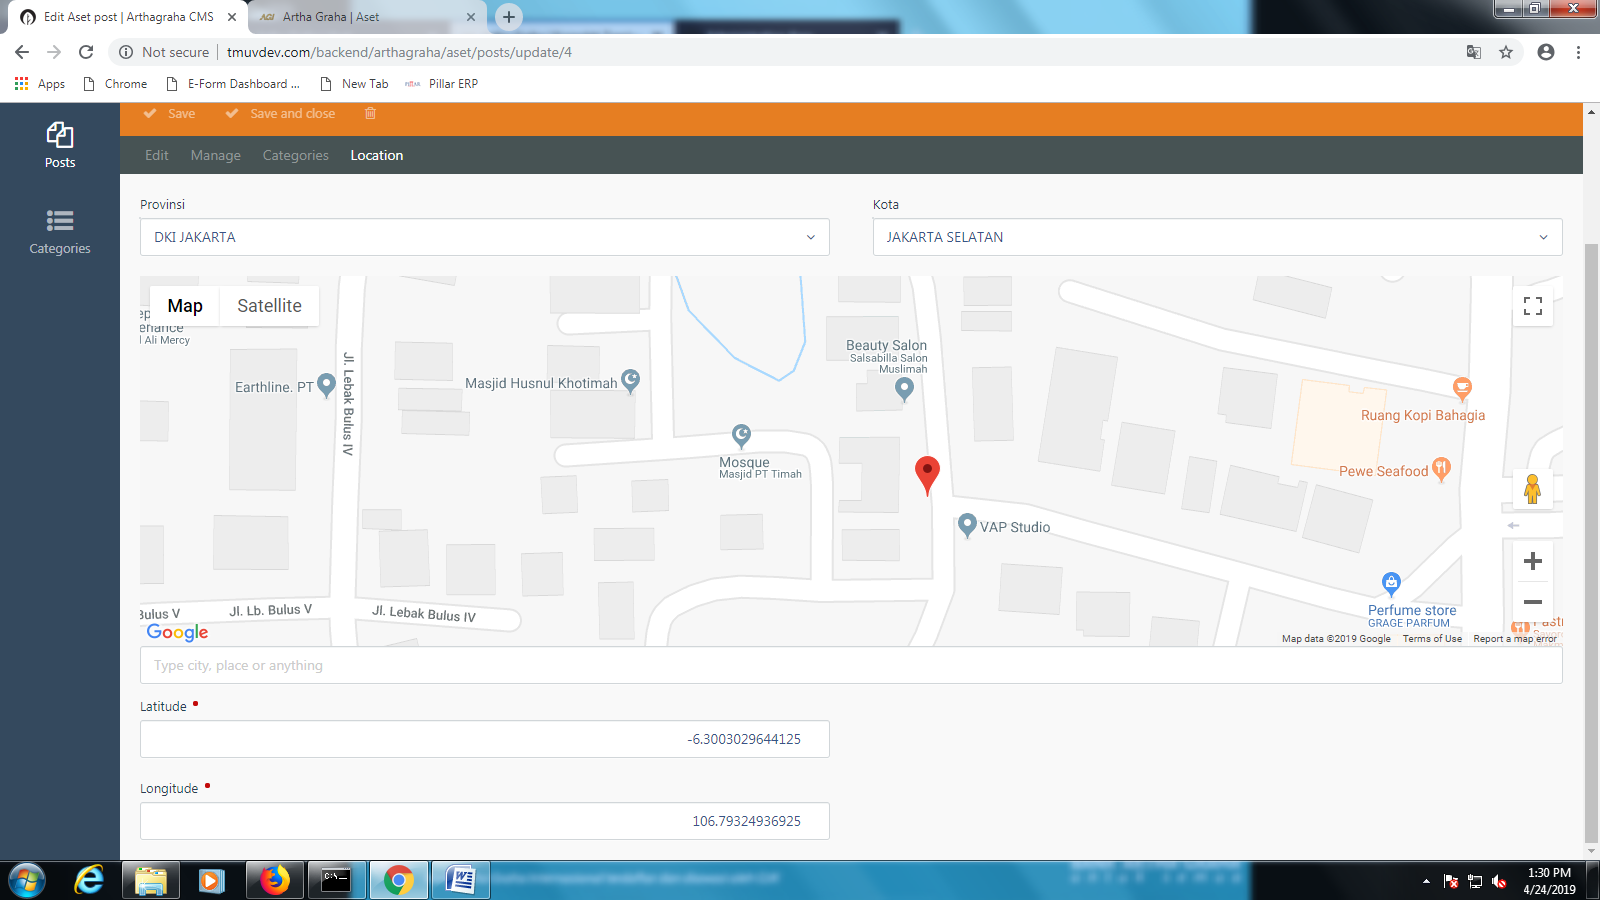 Edit Aset post | Arthagraha CMS
AGI Artha Graha | Aset
Not secure | tmuvdev.com/backend/arthagraha/aset/posts/update/4
Apps Chrome E-Form Dashboard ... New Tab Pillar ERP
Posts
Categories
Save Save and close
Edit Manage Categories Location
Provinsi
DKI JAKARTA
Kota
JAKARTA SELATAN
Map Satellite
enance
l Ali Mercy
Earthline. PT
Jl. Lebak Bulus IV
Masjid Husnul Khotimah
Beauty Salon
Salsabilla Salon
Muslimah
Mosque
Masjid PT Timah
Ruang Kopi Bahagia
Pewe Seafood
VAP Studio
Perfume store
GRAGE PARFUM
Bulus V
Jl. Lb. Bulus V
Jl. Lebak Bulus IV
Google
Map data ©2019 Google Terms of Use Report a map error
Type city, place or anything
Latitude
-6.3003029644125
Longitude
106.79324936925
1:30 PM
4/24/2019